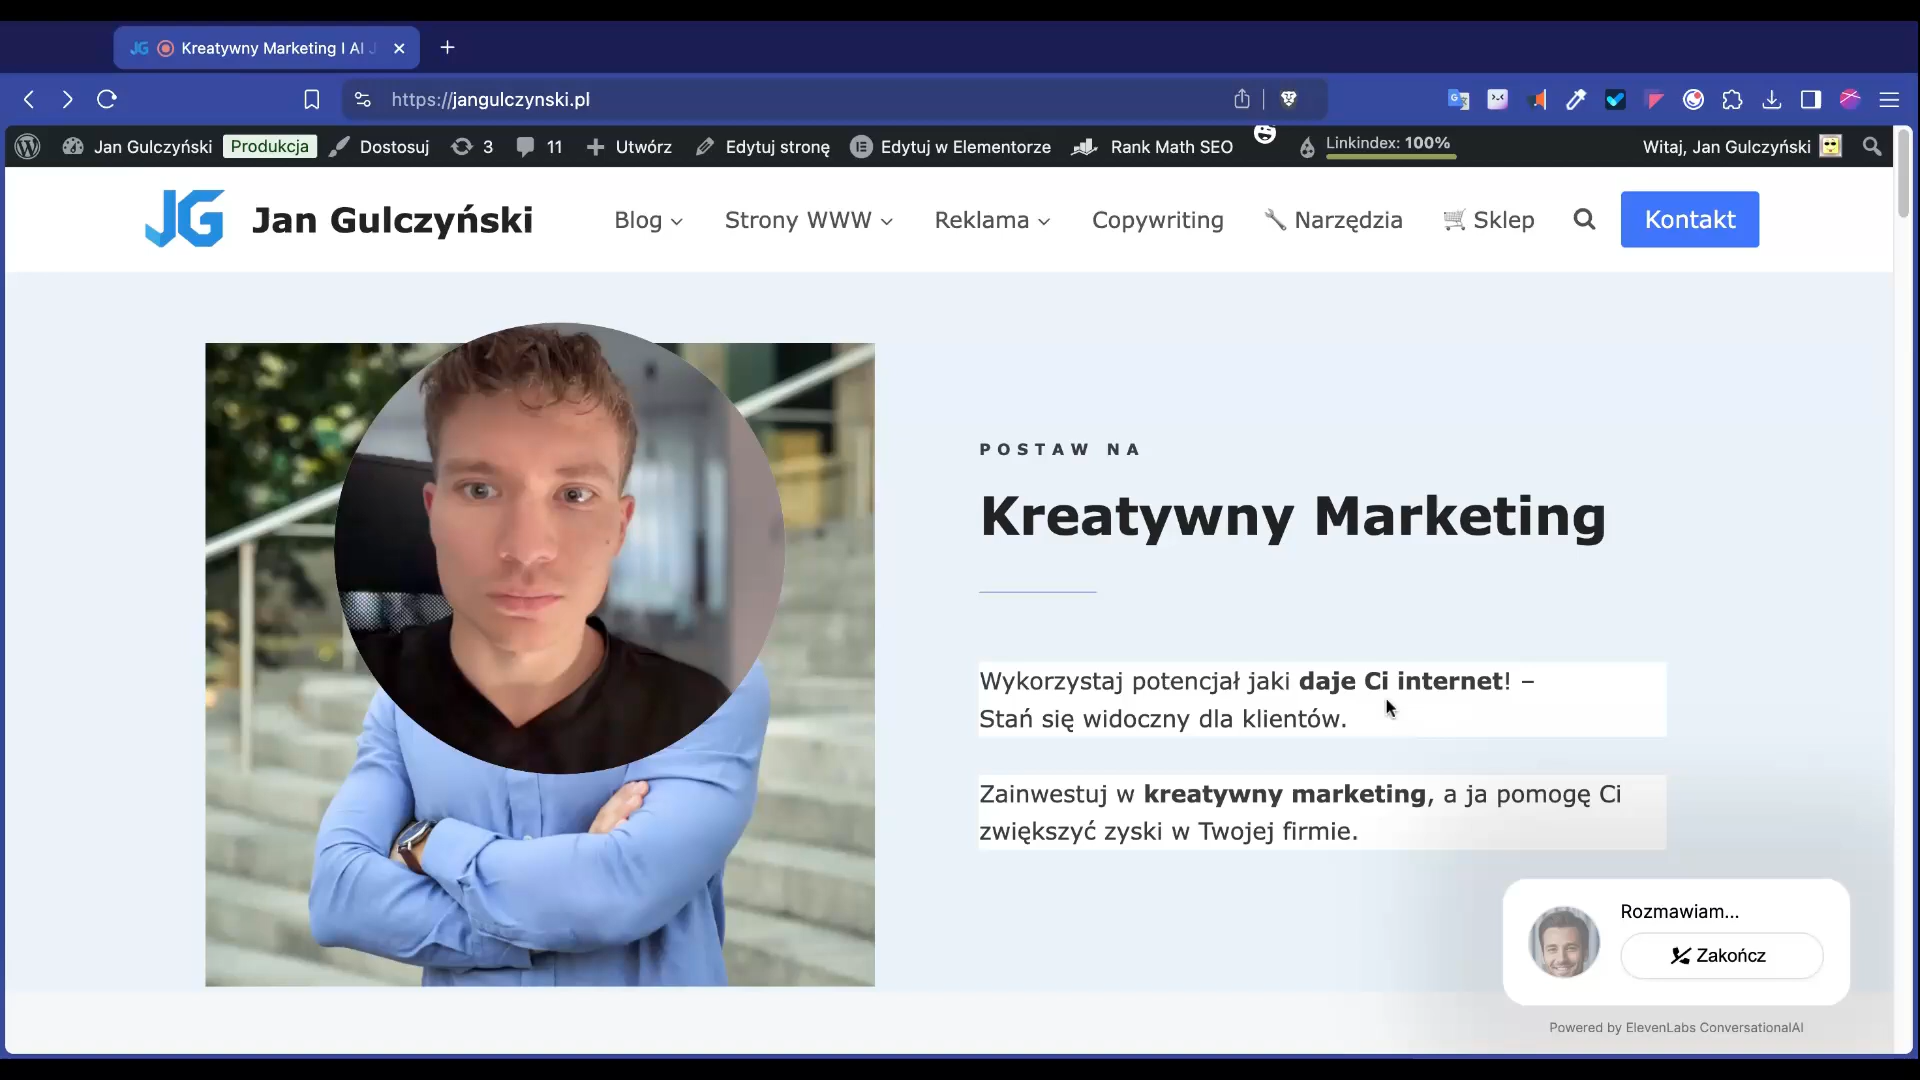 JG Kreatywny Marketing I AI J
https://jangulczynski.pl
Jan Gulczyński Produkcja Dostosuj 3 11 Utwórz Edytuj stronę Edytuj w Elementorze Rank Math SEO Linkindex: 100% Witaj, Jan Gulczyński
JG Jan Gulczyński Blog Strony WWW Reklama Copywriting Narzędzia Sklep Kontakt
POSTAW NA
Kreatywny Marketing
Wykorzystaj potencjał jaki daje Ci internet! –
Stań się widoczny dla klientów.
Zainwestuj w kreatywny marketing, a ja pomogę Ci
zwiększyć zyski w Twojej firmie.
Rozmawiam...
Zakończ
Powered by ElevenLabs ConversationalAI